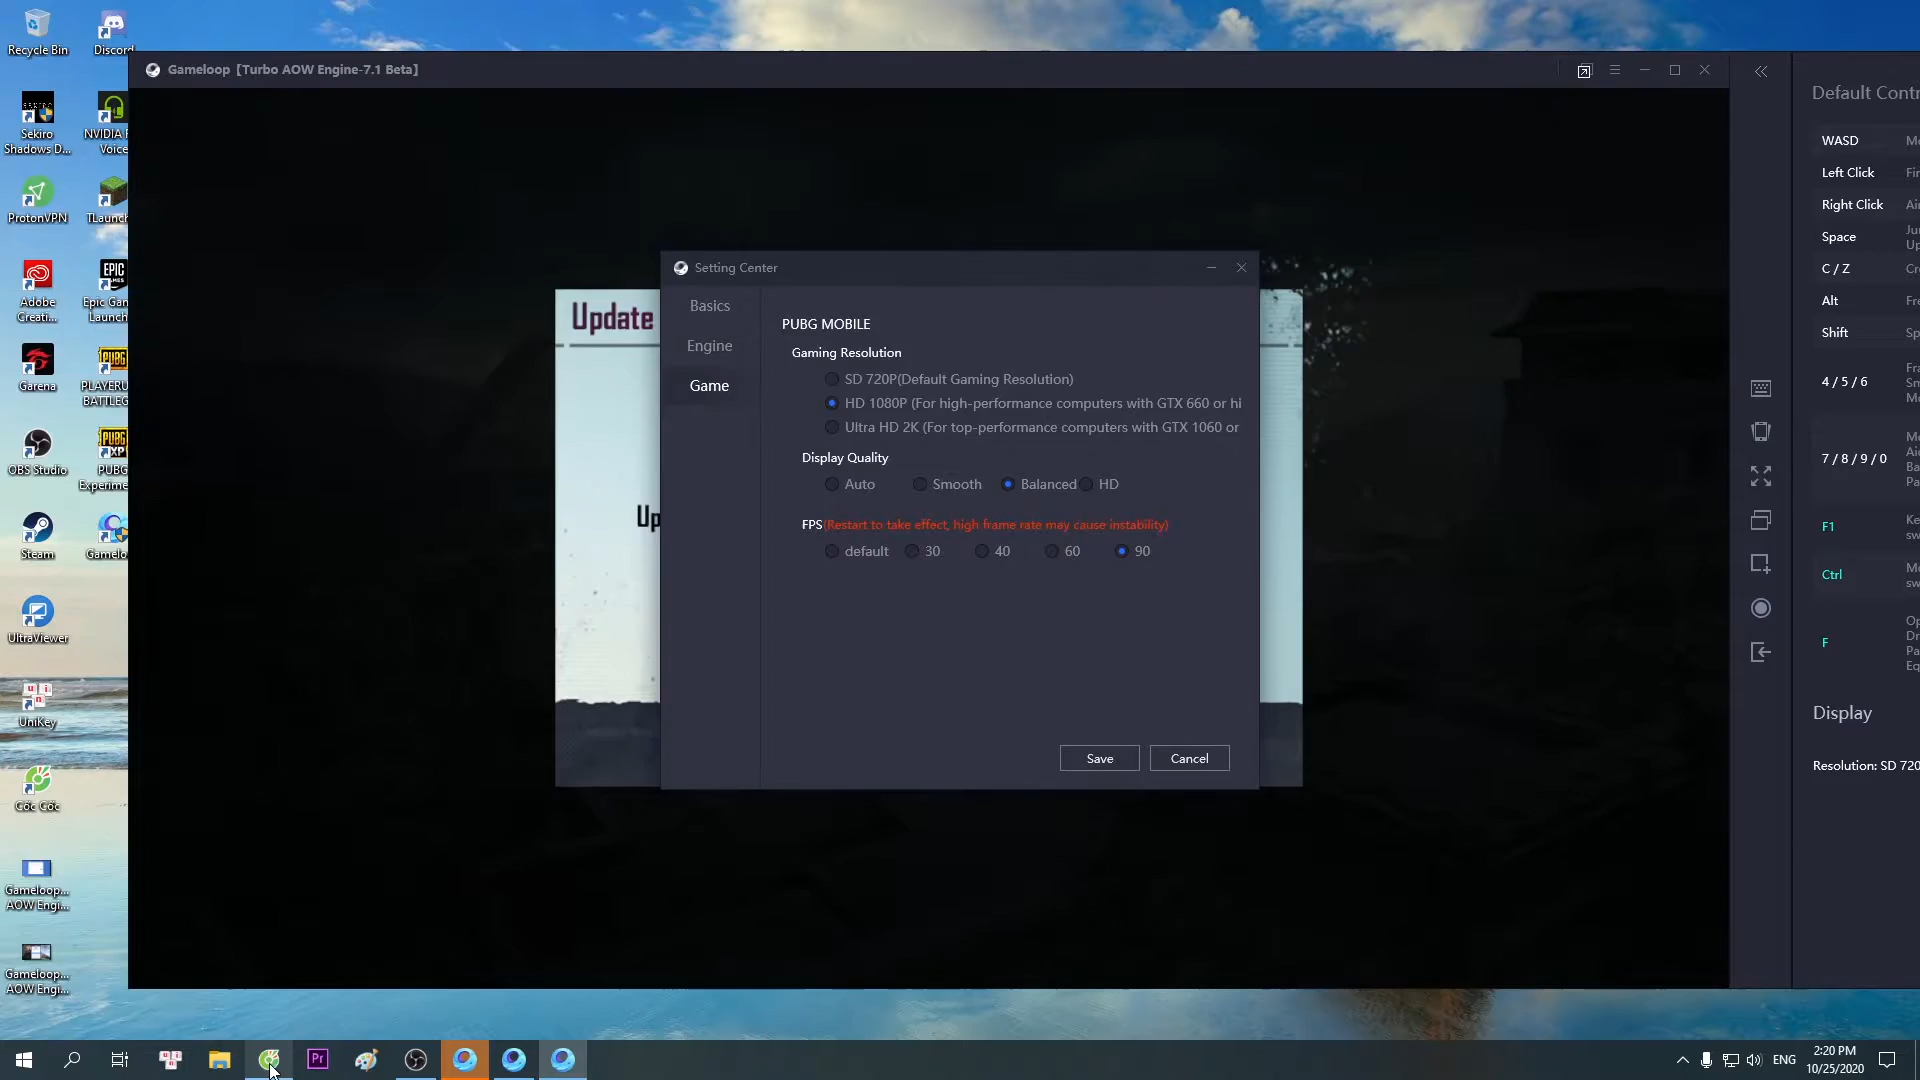 Recycle Bin
Discord
Sekiro
Shadows D...
NVIDIA
Voice
ProtonVPN
Adobe
Creati...
Epic
Garena
BATTLEG
OBS Studio
PUBG
Steam
UltraViewer
UniKey
Cốc Cốc
Gameloop...
AOW Engi...
Gameloop...
AOW Engi...
Gameloop [Turbo AOW Engine-7.1 Beta]
Update
Up
Setting Center
Basics
Engine
Game
PUBG MOBILE
Gaming Resolution
SD 720P(Default Gaming Resolution)
HD 1080P (For high-performance computers with GTX 660 or hi
Ultra HD 2K (For top-performance computers with GTX 1060 or
Display Quality
Auto Smooth Balanced HD
FPS(Restart to take effect, high frame rate may cause instability)
default 30 40 60 90
Save Cancel
Default Contr
WASD
Left Click
Right Click
Space
C / Z
Alt
Shift
4 / 5 / 6
7 / 8 / 9 / 0
F1
Ctrl
F
Display
Resolution: SD 720
Pr
ENG
2:20 PM
10/25/2020